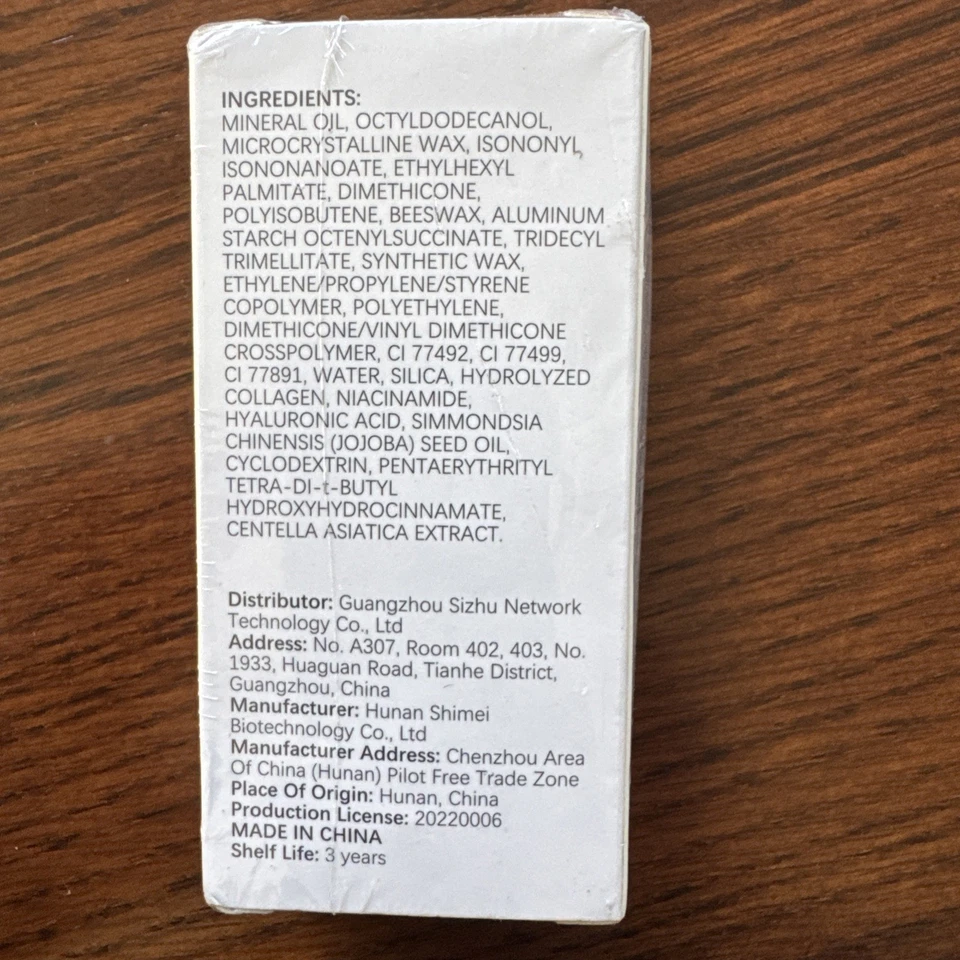 INGREDIENTS:
MINERAL OIL, OCTYLDODECANOL,
MICROCRYSTALLINE WAX, ISONONYL
ISONONANOATE, ETHYLHEXYL
PALMITATE, DIMETHICONE,
POLYISOBUTENE, BEESWAX, ALUMINUM
STARCH OCTENYLSUCCINATE, TRIDECYL
TRIMELLITATE, SYNTHETIC WAX,
ETHYLENE/PROPYLENE/STYRENE
COPOLYMER, POLYETHYLENE,
DIMETHICONE/VINYL DIMETHICONE
CROSSPOLYMER, CI 77492, CI 77499,
CI 77891, WATER, SILICA, HYDROLYZED
COLLAGEN, NIACINAMIDE,
HYALURONIC ACID, SIMMONDSIA
CHINENSIS (JOJOBA) SEED OIL,
CYCLODEXTRIN, PENTAERYTHRITYL
TETRA-DI-t-BUTYL
HYDROXYHYDROCINNAMATE,
CENTELLA ASIATICA EXTRACT.
Distributor: Guangzhou Sizhu Network
Technology Co., Ltd
Address: No. A307, Room 402, 403, No.
1933, Huaguan Road, Tianhe District,
Guangzhou, China
Manufacturer: Hunan Shimei
Biotechnology Co., Ltd
Manufacturer Address: Chenzhou Area
Of China (Hunan) Pilot Free Trade Zone
Place Of Origin: Hunan, China
Production License: 20220006
MADE IN CHINA
Shelf Life: 3 years